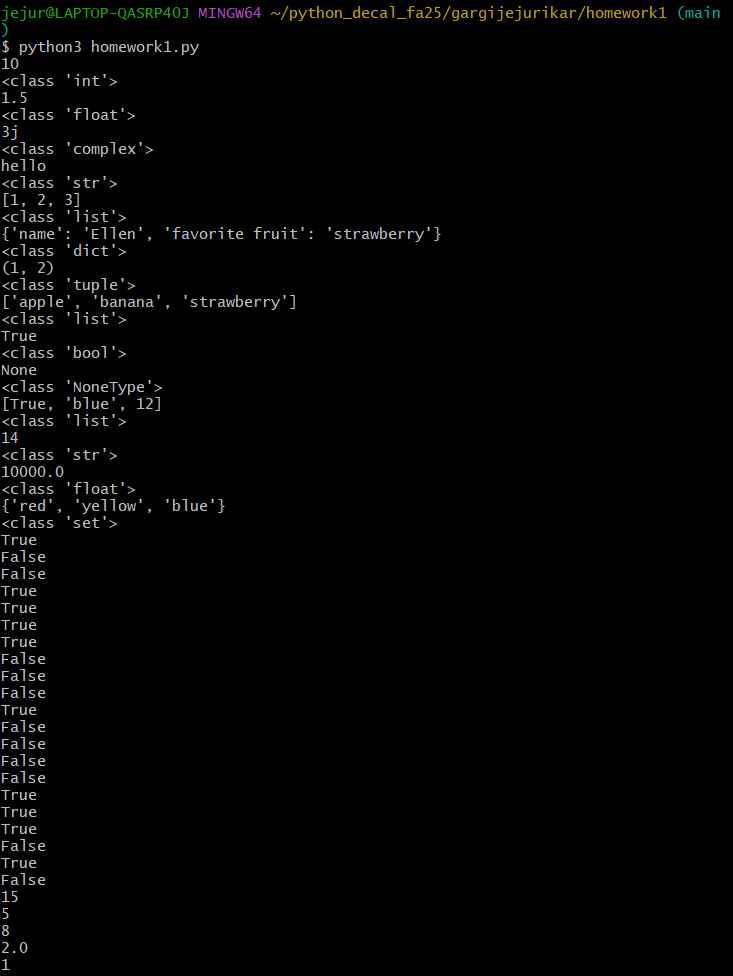 jejur@LAPTOP-QASRP4OJ MINGW64 ~/python_decal_fa25/gargijejurikar/homework1 (main
)
$ python3 homework1.py
10
<class 'int'>
1.5
<class 'float'>
3j
<class 'complex'>
hello
<class 'str'>
[1, 2, 3]
<class 'list'>
{'name': 'Ellen', 'favorite fruit': 'strawberry'}
<class 'dict'>
(1, 2)
<class 'tuple'>
['apple', 'banana', 'strawberry']
<class 'list'>
True
<class 'bool'>
None
<class 'NoneType'>
[True, 'blue', 12]
<class 'list'>
14
<class 'str'>
10000.0
<class 'float'>
{'red', 'yellow', 'blue'}
<class 'set'>
True
False
False
True
True
True
True
False
False
False
True
False
False
False
False
True
True
True
False
True
False
15
5
8
2.0
1